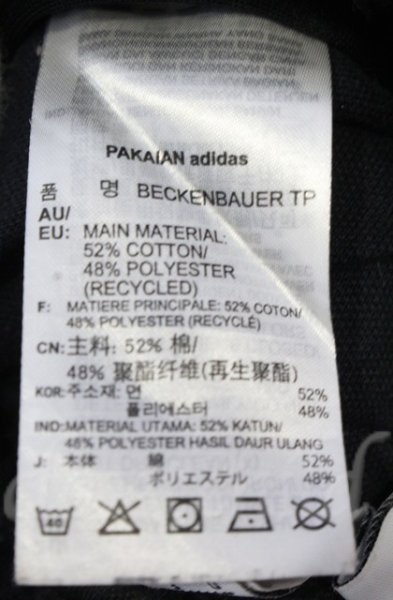 PAKAIAN adidas
품 명 BECKENBAUER TP
AU/
EU: MAIN MATERIAL:
52% COTTON/
48% POLYESTER
(RECYCLED)
F: MATIERE PRINCIPALE: 52% COTON/
48% POLYESTER (RECYCLÉ)
CN: 主料: 52% 棉/
48% 聚酯纤维(再生聚酯)
KOR: 주소재: 면 52%
폴리에스터 48%
IND: MATERIAL UTAMA: 52% KATUN/
48% POLYESTER HASIL DAUR ULANG
J: 本体 綿 52%
ポリエステル 48%
40